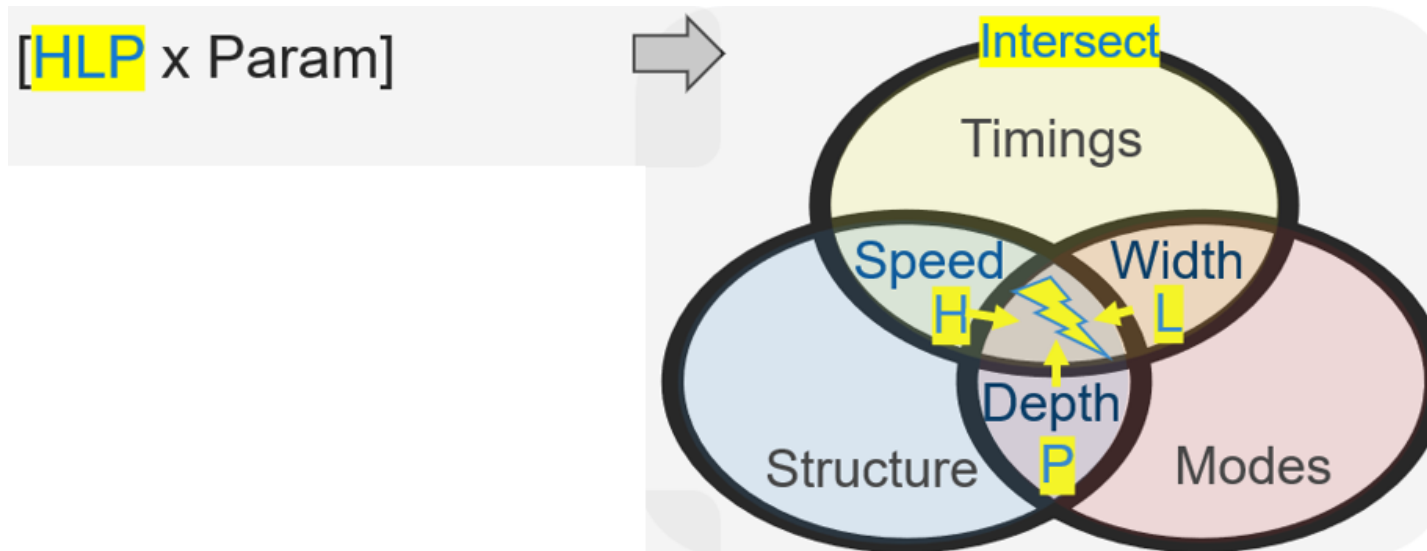 [HLP x Param]
Intersect
Timings
Speed
Width
H
L
Depth
P
Structure
Modes